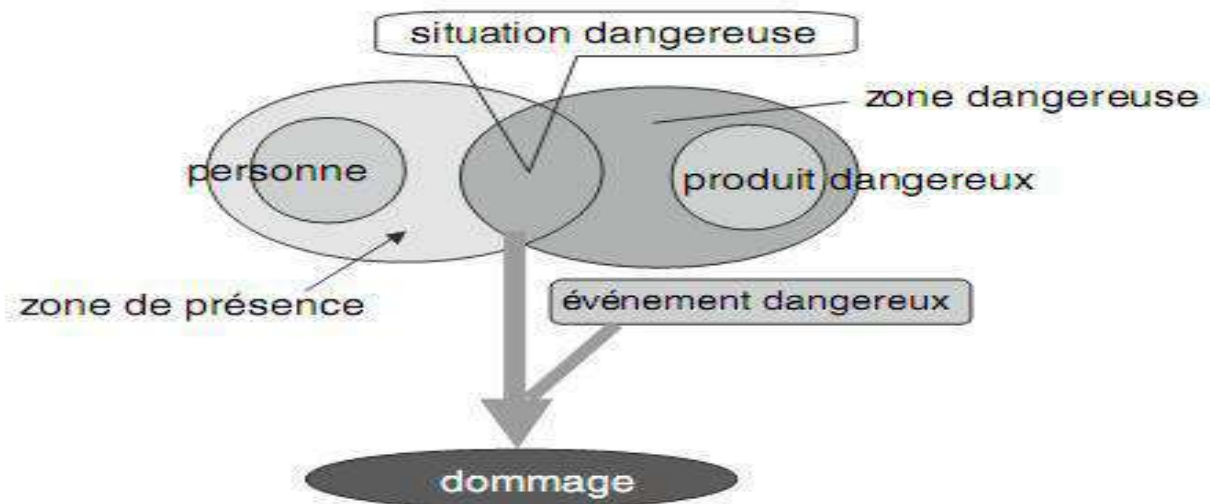 situation dangereuse
zone dangereuse
personne
produit dangereux
zone de présence
événement dangereux
dommage